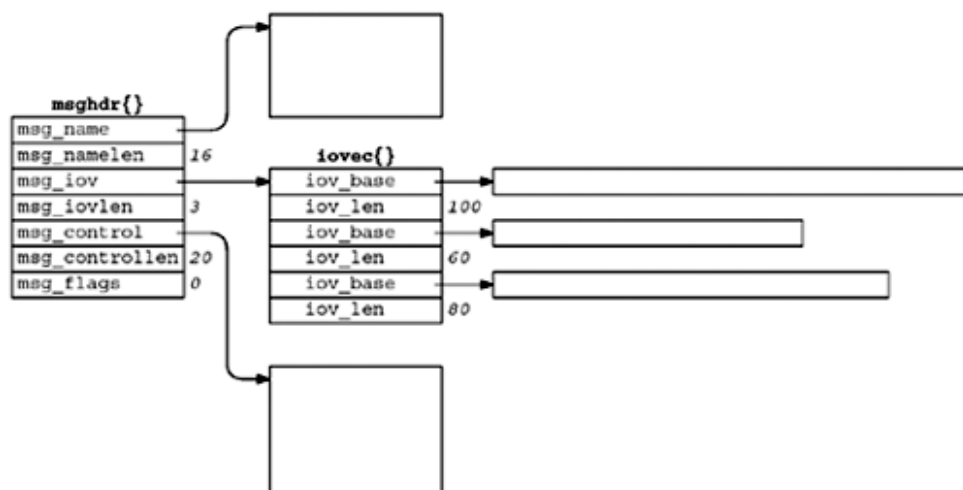 msghdr{}
msg_name
msg_namelen 16
msg_iov
msg_iovlen 3
msg_control
msg_controllen 20
msg_flags 0
iovec{}
iov_base
iov_len 100
iov_base
iov_len 60
iov_base
iov_len 80